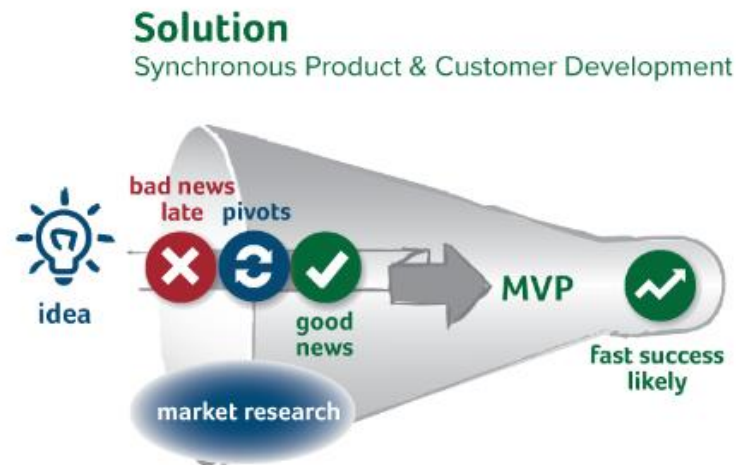 Solution
Synchronous Product & Customer Development
bad news
late
pivots
idea
good
news
MVP
fast success
likely
market research